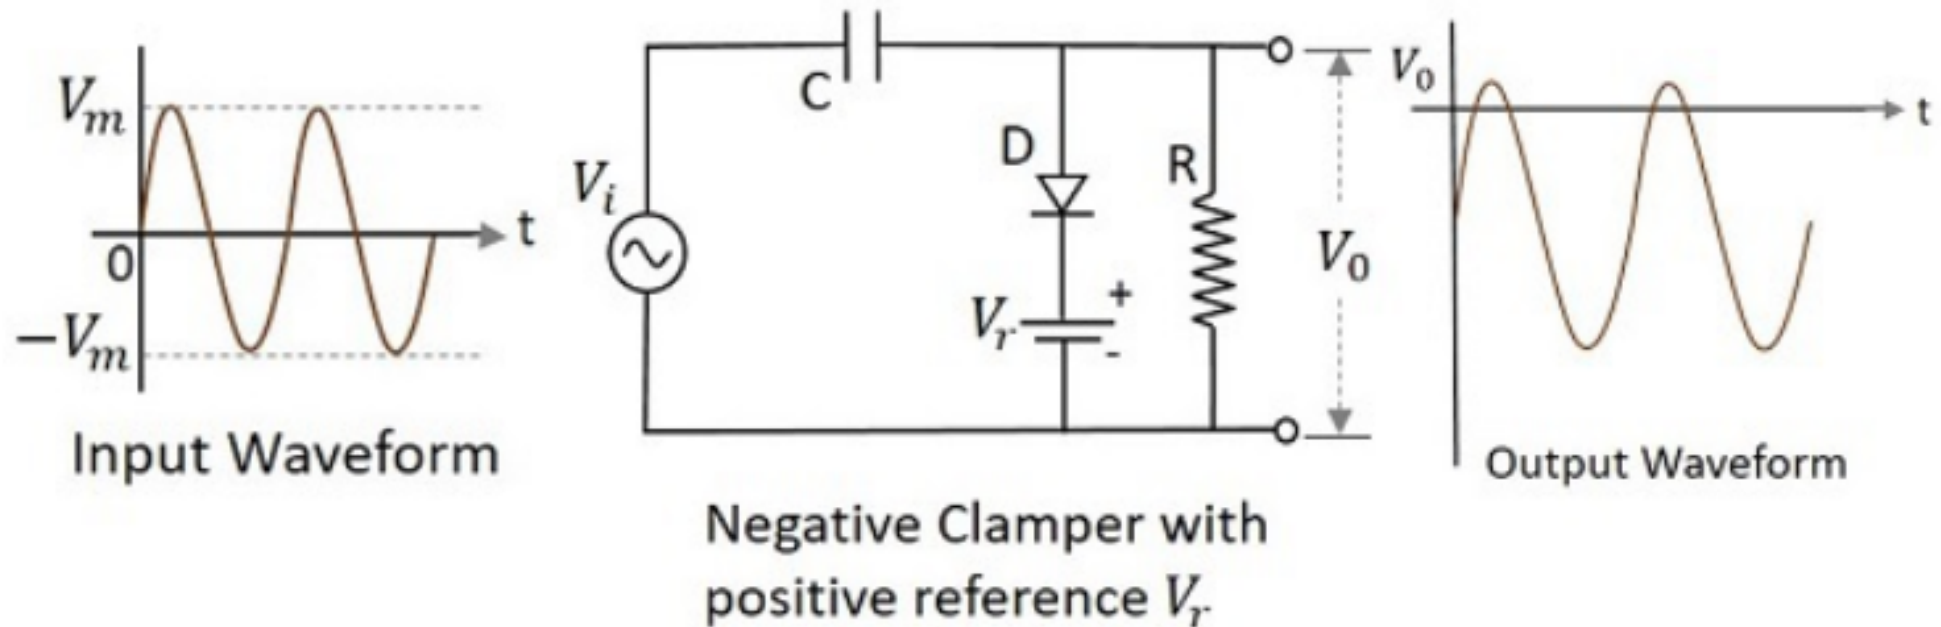 V_m
0
−V_m
t
Input Waveform
C
V_i
D
R
V_r
+
-
V_0
Negative Clamper with
positive reference V_r
V_0
t
Output Waveform